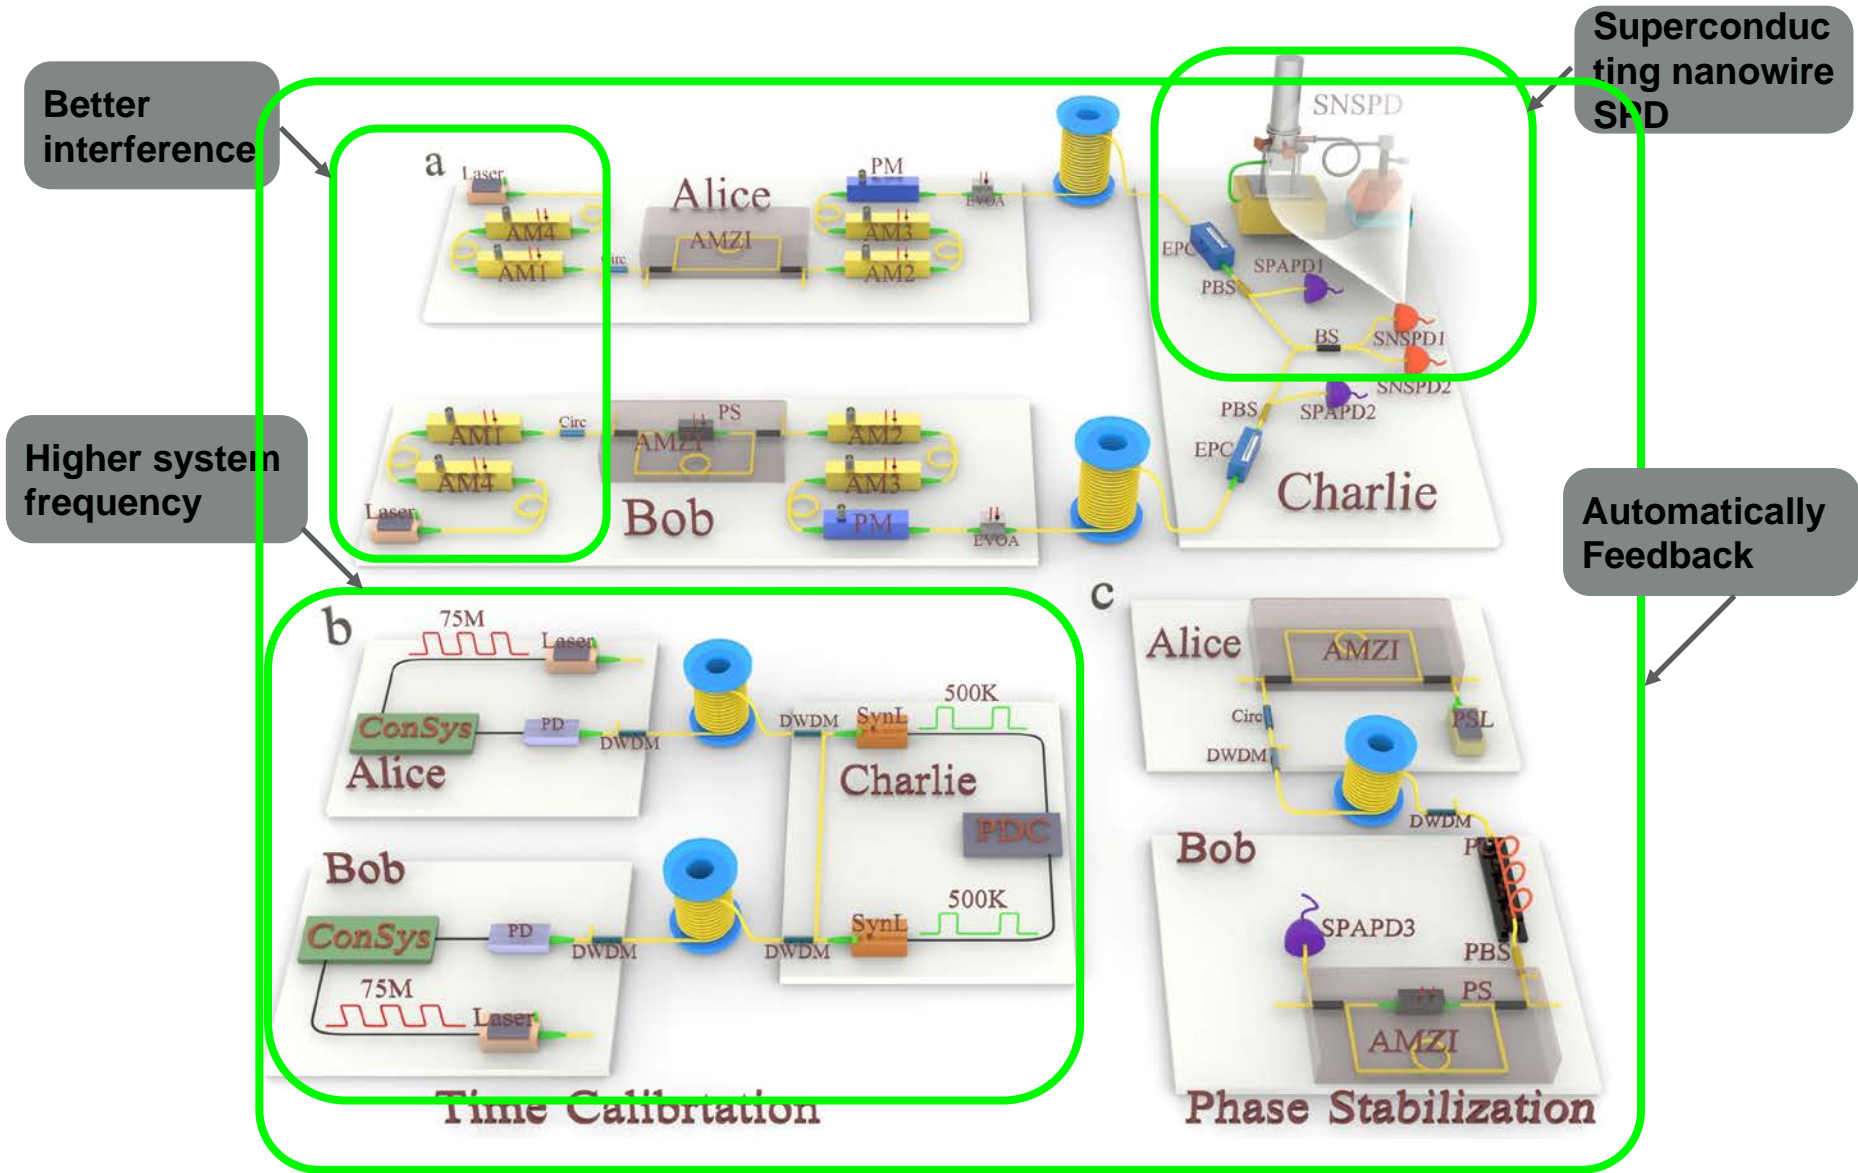 Superconduc
ting nanowire
SPD
Better
interference
Higher system
frequency
Automatically
Feedback
a
Laser
AM4
AM1
Circ
Alice
AMZI
PM
AM3
AM2
EVOA
SNSPD
EPC
SPAPD1
PBS
BS
SNSPD1
SNSPD2
PBS
SPAPD2
EPC
Charlie
AM1
Circ
PS
AMZI
AM2
AM4
AM3
Laser
Bob
PM
EVOA
b
75M
Laser
ConSys
PD
DWDM
Alice
DWDM
SynL
500K
Charlie
PDC
Bob
ConSys
PD
DWDM
DWDM
SynL
500K
75M
Laser
Time Calibrtation
c
Alice
AMZI
Circ
PSL
DWDM
DWDM
Bob
PC
SPAPD3
PBS
PS
AMZI
Phase Stabilization